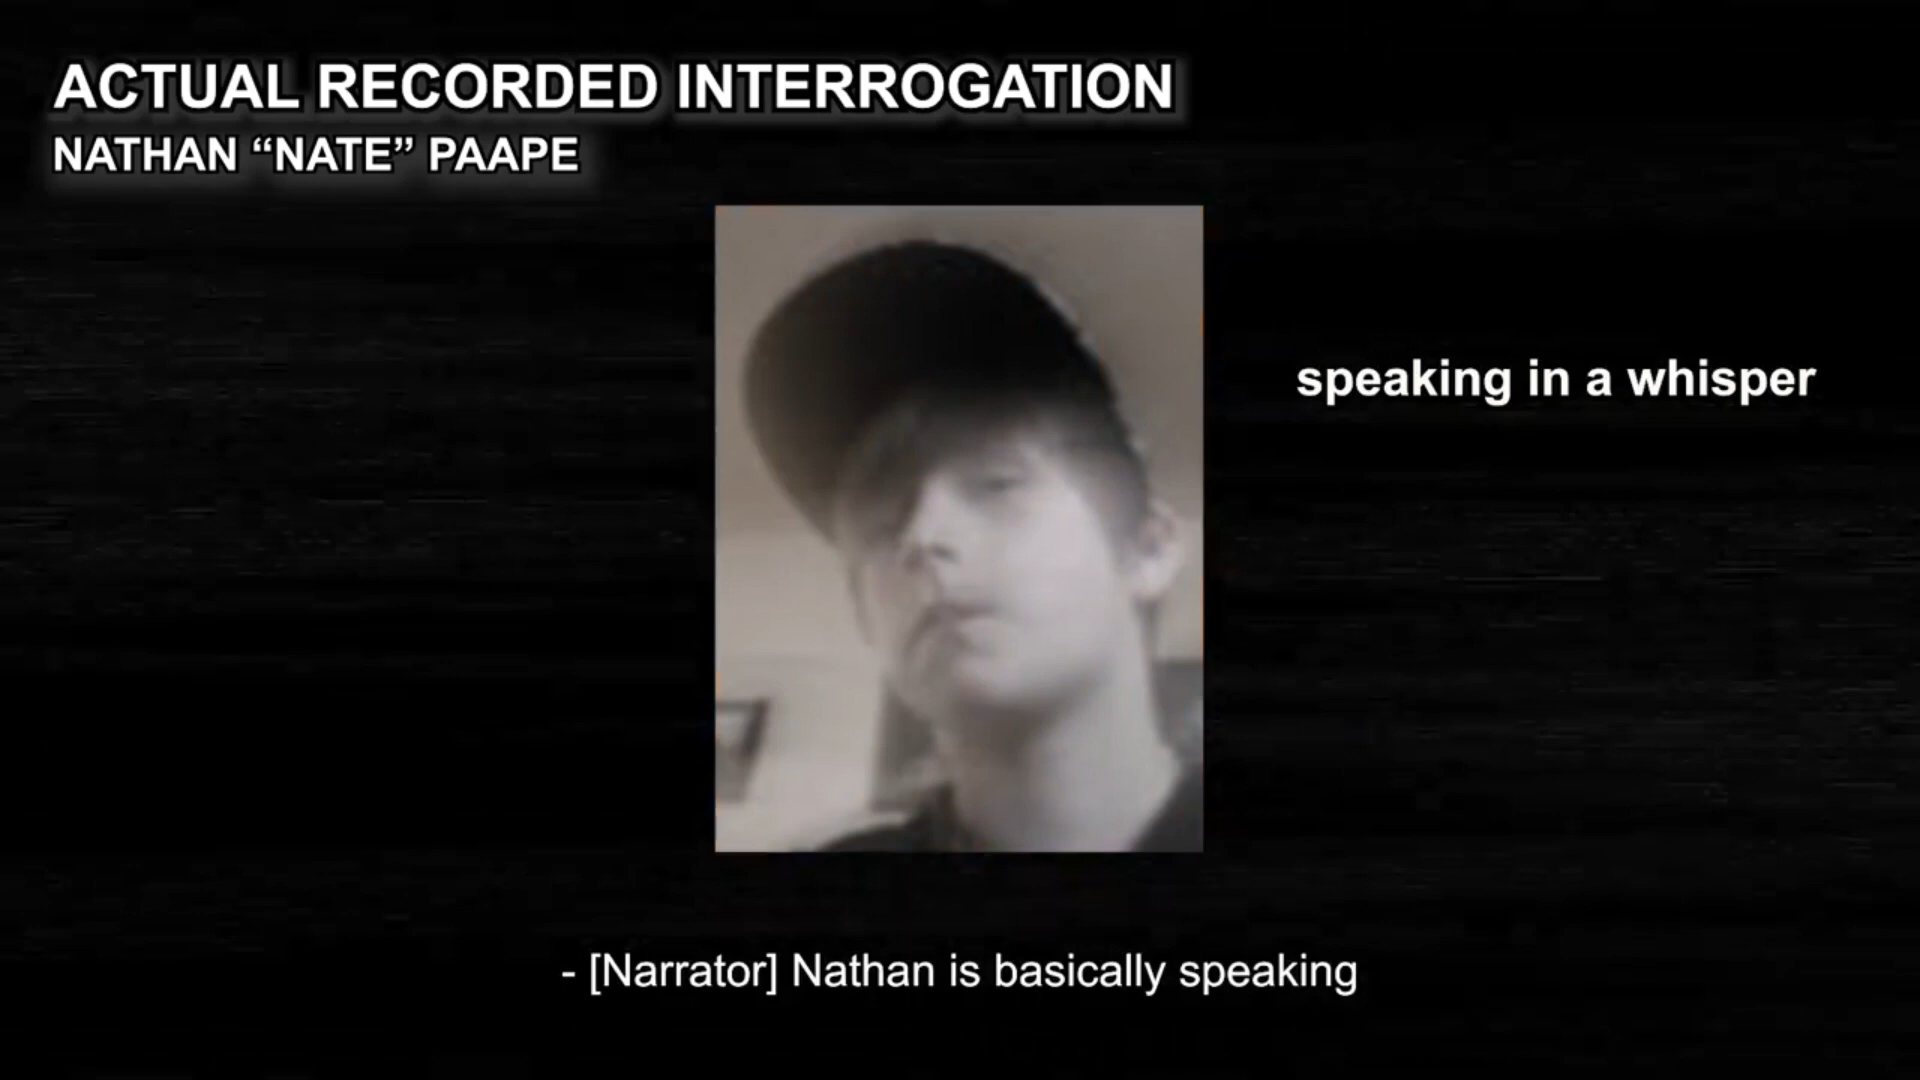 ACTUAL RECORDED INTERROGATION
NATHAN “NATE” PAAPE
speaking in a whisper
- [Narrator] Nathan is basically speaking